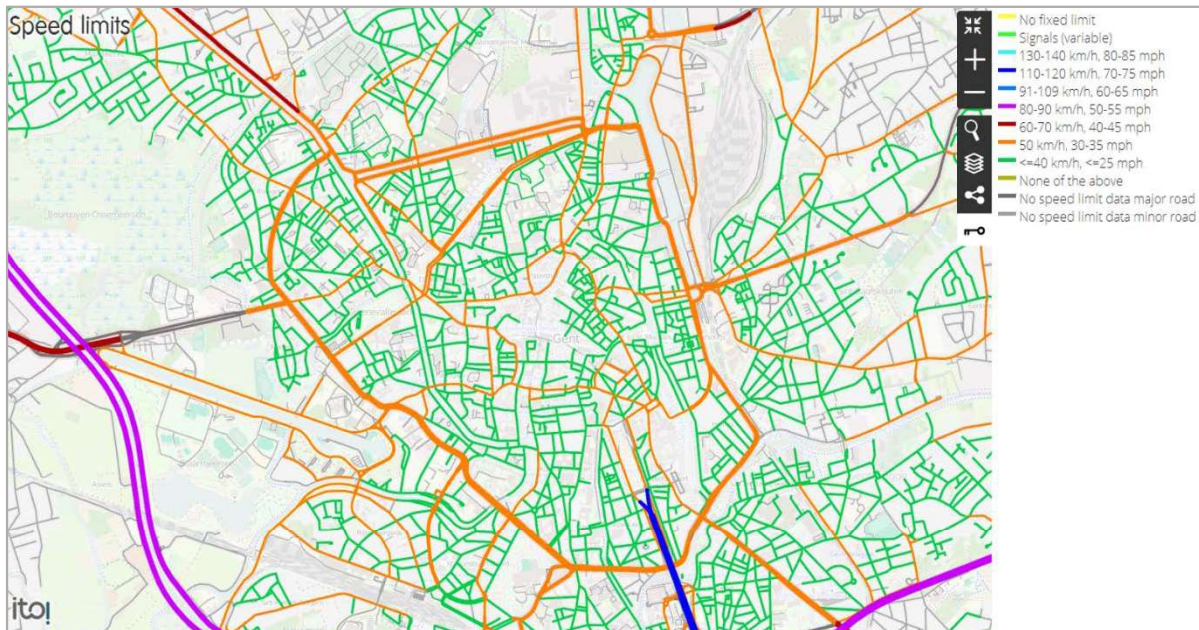 Speed limits
No fixed limit
Signals (variable)
130-140 km/h, 80-85 mph
110-120 km/h, 70-75 mph
91-109 km/h, 60-65 mph
80-90 km/h, 50-55 mph
60-70 km/h, 40-45 mph
50 km/h, 30-35 mph
<=40 km/h, <=25 mph
None of the above
No speed limit data major road
No speed limit data minor road
Gent
ito!